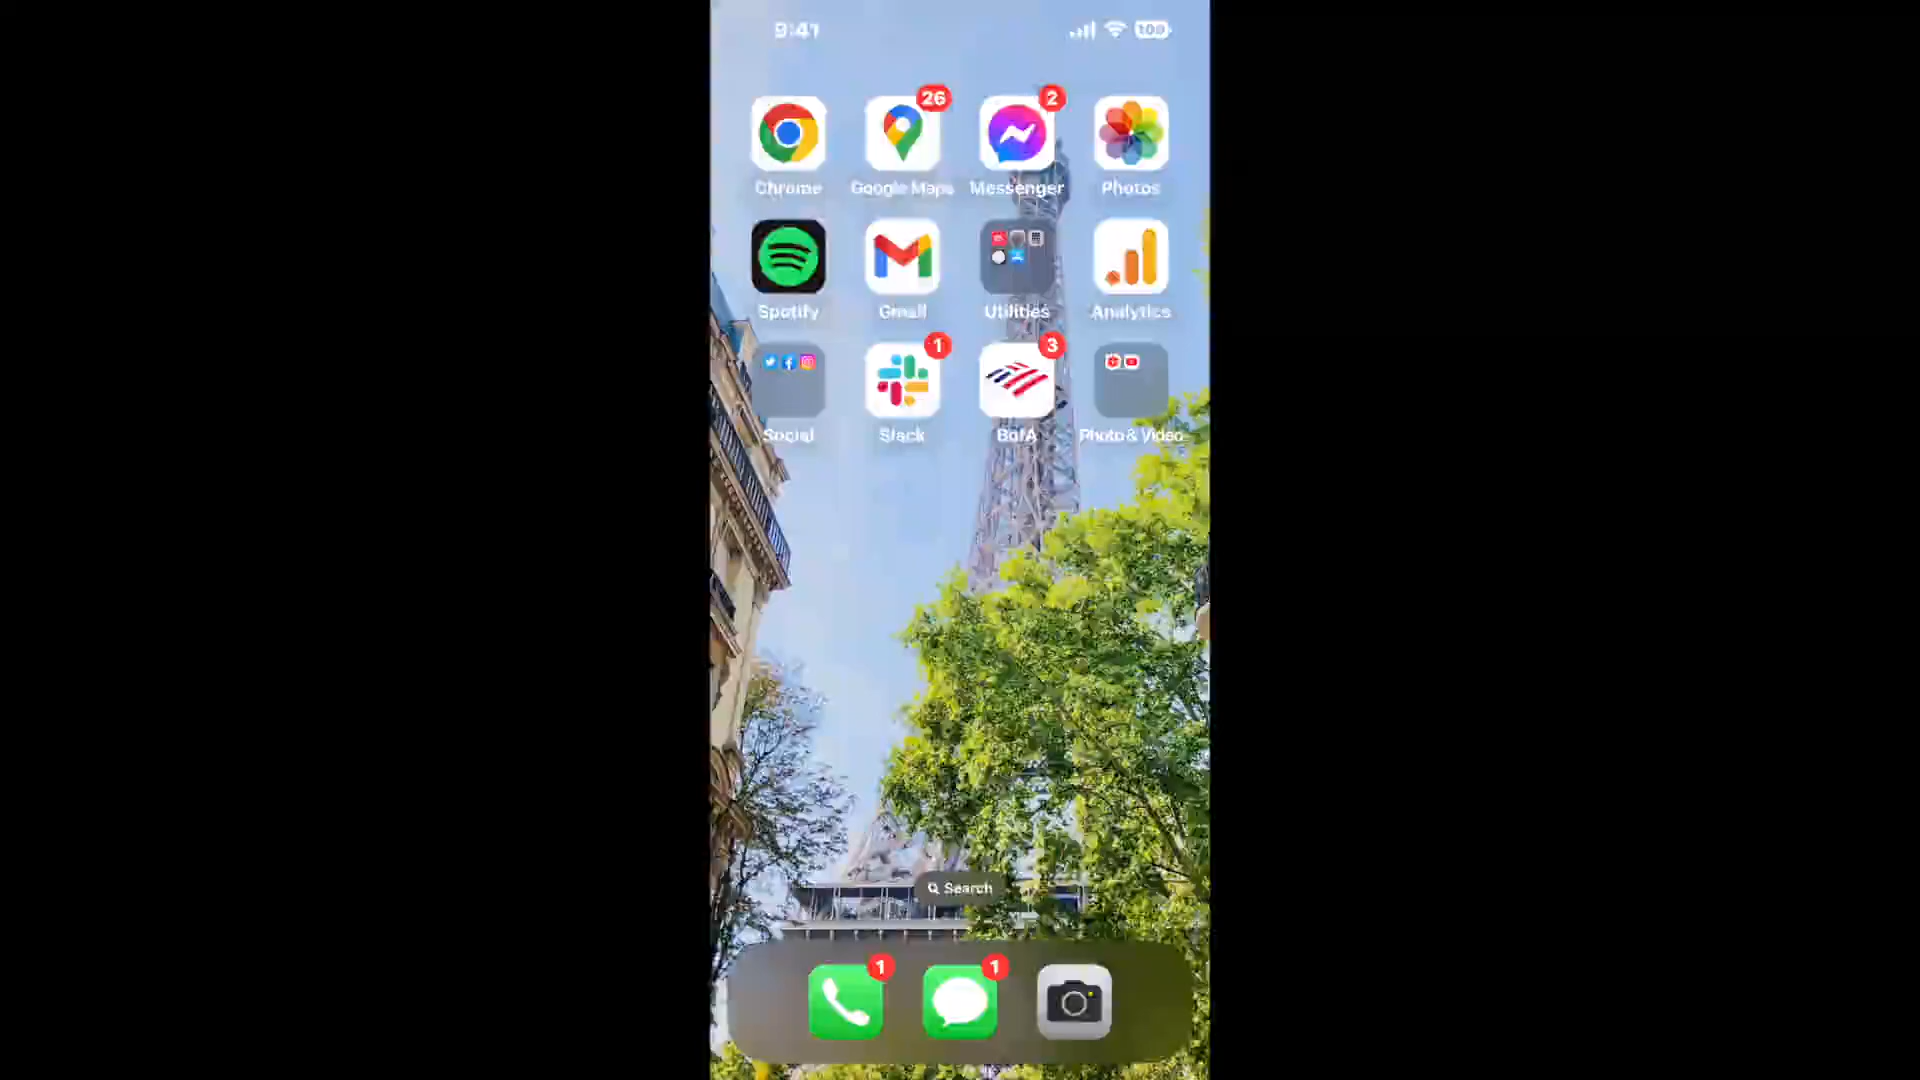 9:41
100
26
2
Chrome
Google Maps
Messenger
Photos
Spotify
Gmail
Utilities
Analytics
1
3
Social
Slack
BofA
Photo & Video
Search
1
1